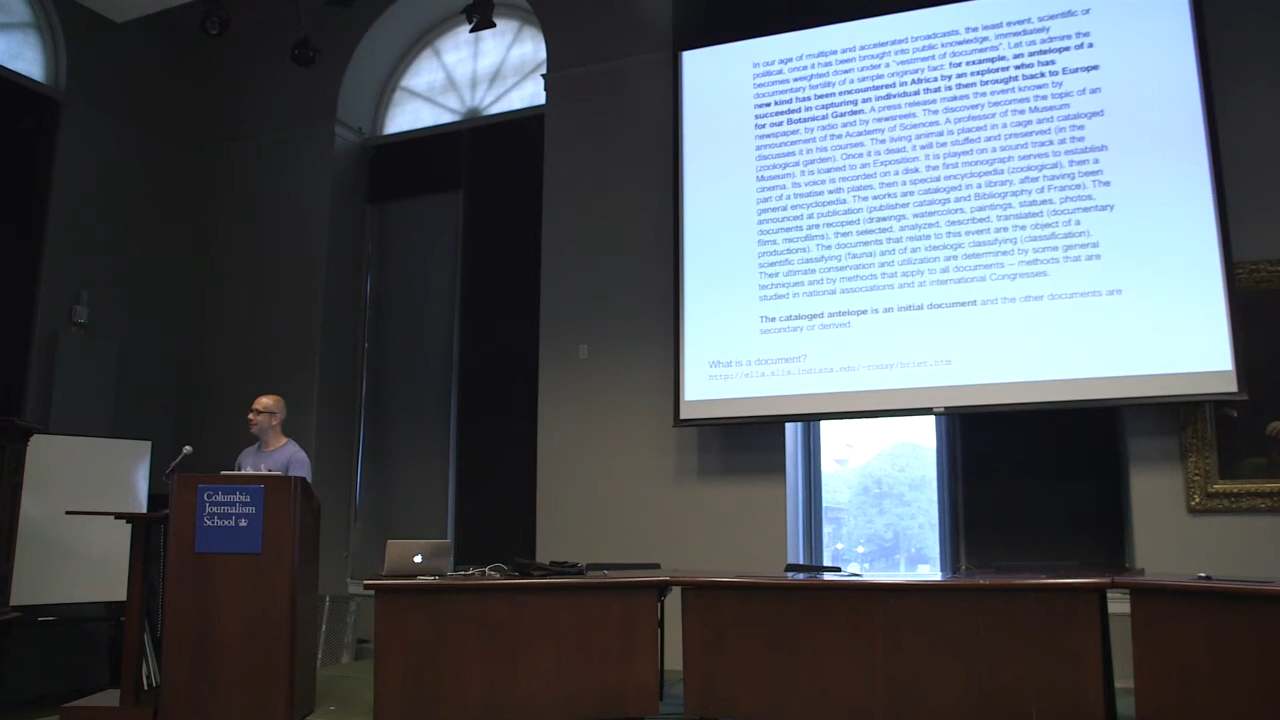 In our age of multiple and accelerated broadcasts, the least event, scientific or
political, once it has been brought into public knowledge, immediately
becomes weighted down under a "vestment of documents". Let us admire the
documentary fertility of a simple originary fact: for example, an antelope of a
new kind has been encountered in Africa by an explorer who has
succeeded in capturing an individual that is then brought back to Europe
for our Botanical Garden. A press release makes the event known by
newspaper, by radio and by newsreels. The discovery becomes the topic of an
announcement of the Academy of Sciences. A professor of the Museum
discusses it in his courses. The living animal is placed in a cage and cataloged
(zoological garden). Once it is dead, it will be stuffed and preserved (in the
Museum). It is loaned to an Exposition. It is played on a sound track at the
cinema. Its voice is recorded on a disk, the first monograph serves to establish
part of a treatise with plates, then a special encyclopedia (zoological), then a
general encyclopedia. The works are cataloged in a library, after having been
announced at publication (publisher catalogs and Bibliography of France). The
documents are recopied (drawings, watercolors, paintings, statues, photos,
films, microfilms), then selected, analyzed, described, translated (documentary
productions). The documents that relate to this event are the object of a
scientific classifying (fauna) and of an ideologic classifying (classification).
Their ultimate conservation and utilization are determined by some general
techniques and by methods that apply to all documents – methods that are
studied in national associations and at international Congresses.
The cataloged antelope is an initial document and the other documents are
secondary or derived.
What is a document?
http://ella.slis.indiana.edu/~roday/briet.htm
Columbia
Journalism
School